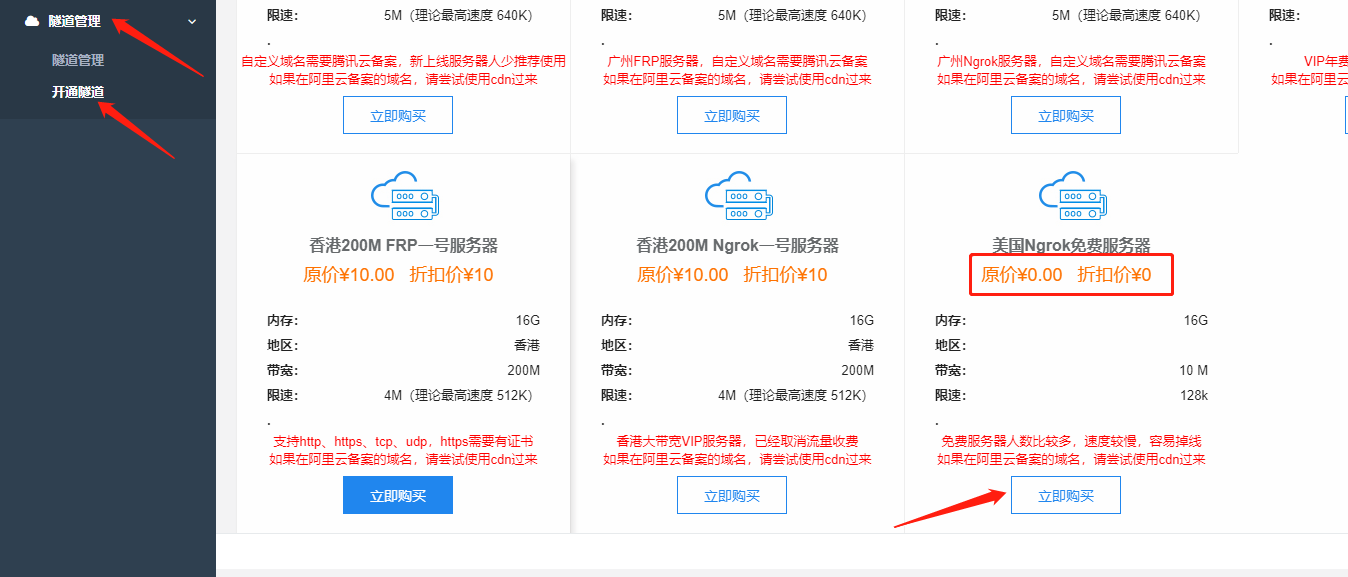 隧道管理
隧道管理
开通隧道
限速： 5M（理论最高速度 640K）
.
自定义域名需要腾讯云备案，新上线服务器人少推荐使用
如果在阿里云备案的域名，请尝试使用cdn过来
立即购买
限速： 5M（理论最高速度 640K）
.
广州FRP服务器，自定义域名需要腾讯云备案
如果在阿里云备案的域名，请尝试使用cdn过来
立即购买
限速： 5M（理论最高速度 640K）
.
广州Ngrok服务器，自定义域名需要腾讯云备案
如果在阿里云备案的域名，请尝试使用cdn过来
立即购买
限速：
.
VIP年费
如果在阿里云
香港200M FRP一号服务器
原价¥10.00 折扣价¥10
内存： 16G
地区： 香港
带宽： 200M
限速： 4M（理论最高速度 512K）
.
支持http、https、tcp、udp，https需要有证书
如果在阿里云备案的域名，请尝试使用cdn过来
立即购买
香港200M Ngrok一号服务器
原价¥10.00 折扣价¥10
内存： 16G
地区： 香港
带宽： 200M
限速： 4M（理论最高速度 512K）
.
香港大带宽VIP服务器，已经取消流量收费
如果在阿里云备案的域名，请尝试使用cdn过来
立即购买
美国Ngrok免费服务器
原价¥0.00 折扣价¥0
内存： 16G
地区：
带宽： 10 M
限速： 128k
.
免费服务器人数比较多，速度较慢，容易掉线
如果在阿里云备案的域名，请尝试使用cdn过来
立即购买